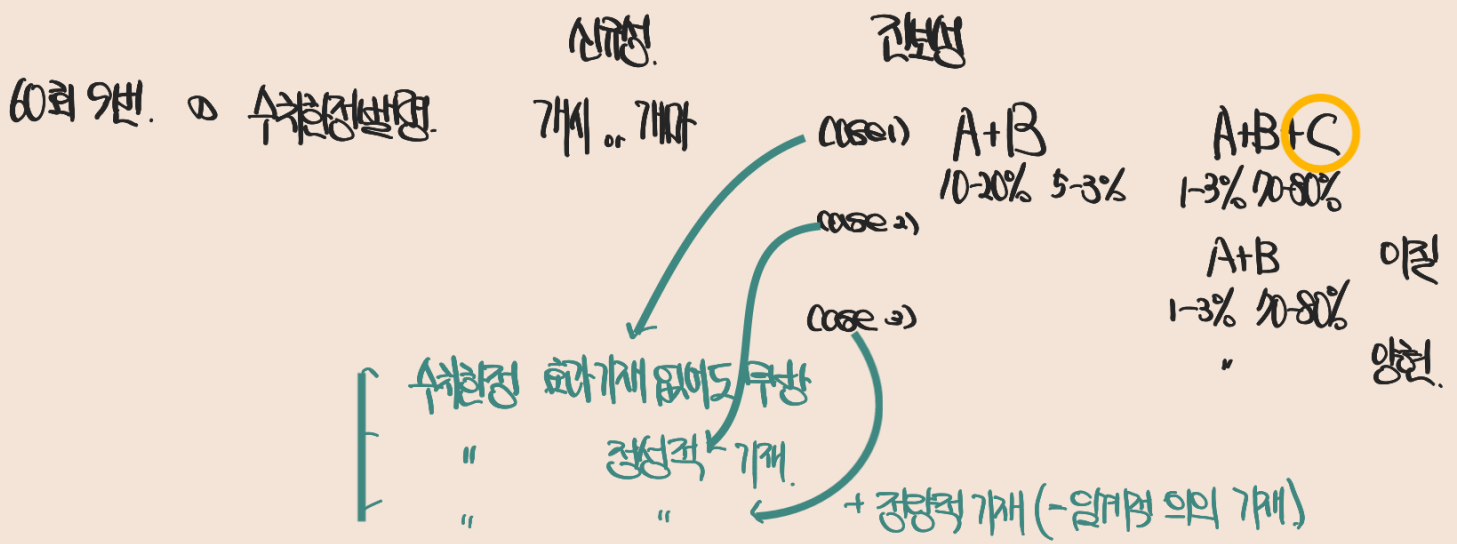 신규성. 진보성
60회 9번. ① 수치한정발명. 개시 or 개마 case1) A+B A+B+C
10-20% 5-3% 1-3% 70-80%
case 2)
A+B 이질
case 3) 1-3% 70-80%
" 양현.
수치한정 효과기재 없어도 무방
" 정성적 기재.
" " + 정량적 기재 (-임계적 의의 기재)